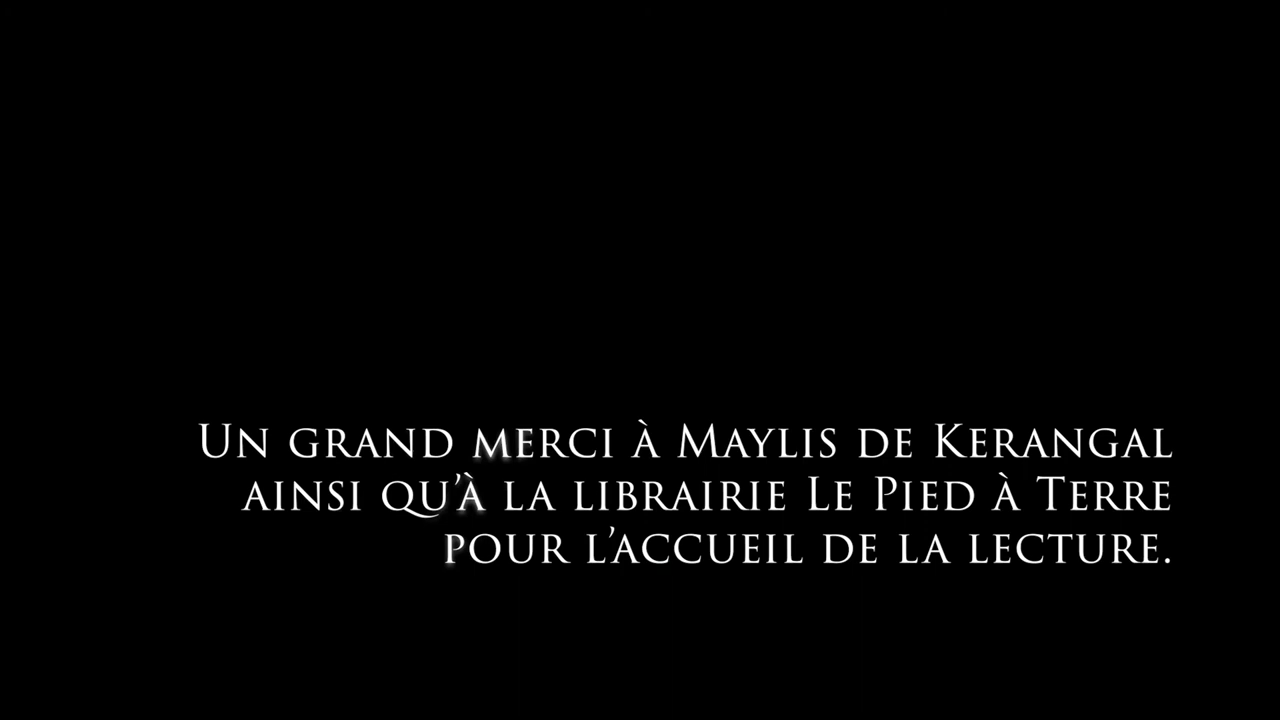 Un grand merci à Maylis de Kerangal
ainsi qu’à la librairie Le Pied à Terre
pour l’accueil de la lecture.